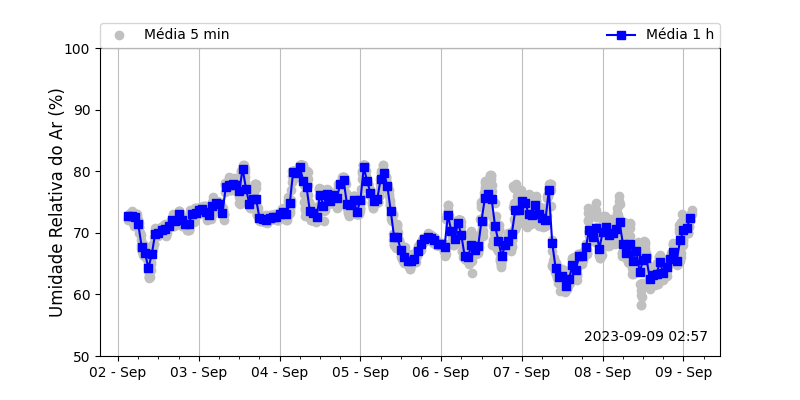 Média 5 min
Média 1 h
Umidade Relativa do Ar (%)
100
90
80
70
60
50
2023-09-09 02:57
02 - Sep
03 - Sep
04 - Sep
05 - Sep
06 - Sep
07 - Sep
08 - Sep
09 - Sep